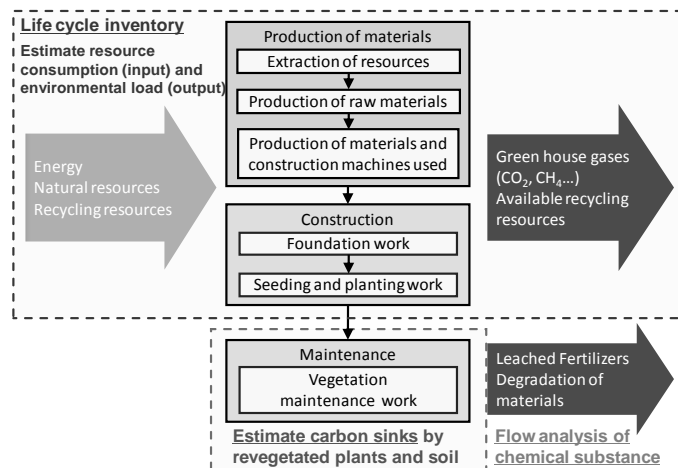 Life cycle inventory
Estimate resource
consumption (input) and
environmental load (output)
Energy
Natural resources
Recycling resources
Production of materials
Extraction of resources
Production of raw materials
Production of materials and
construction machines used
Construction
Foundation work
Seeding and planting work
Green house gases
(CO₂, CH₄...)
Available recycling
resources
Maintenance
Vegetation
maintenance work
Estimate carbon sinks by
revegetated plants and soil
Leached Fertilizers
Degradation of
materials
Flow analysis of
chemical substance